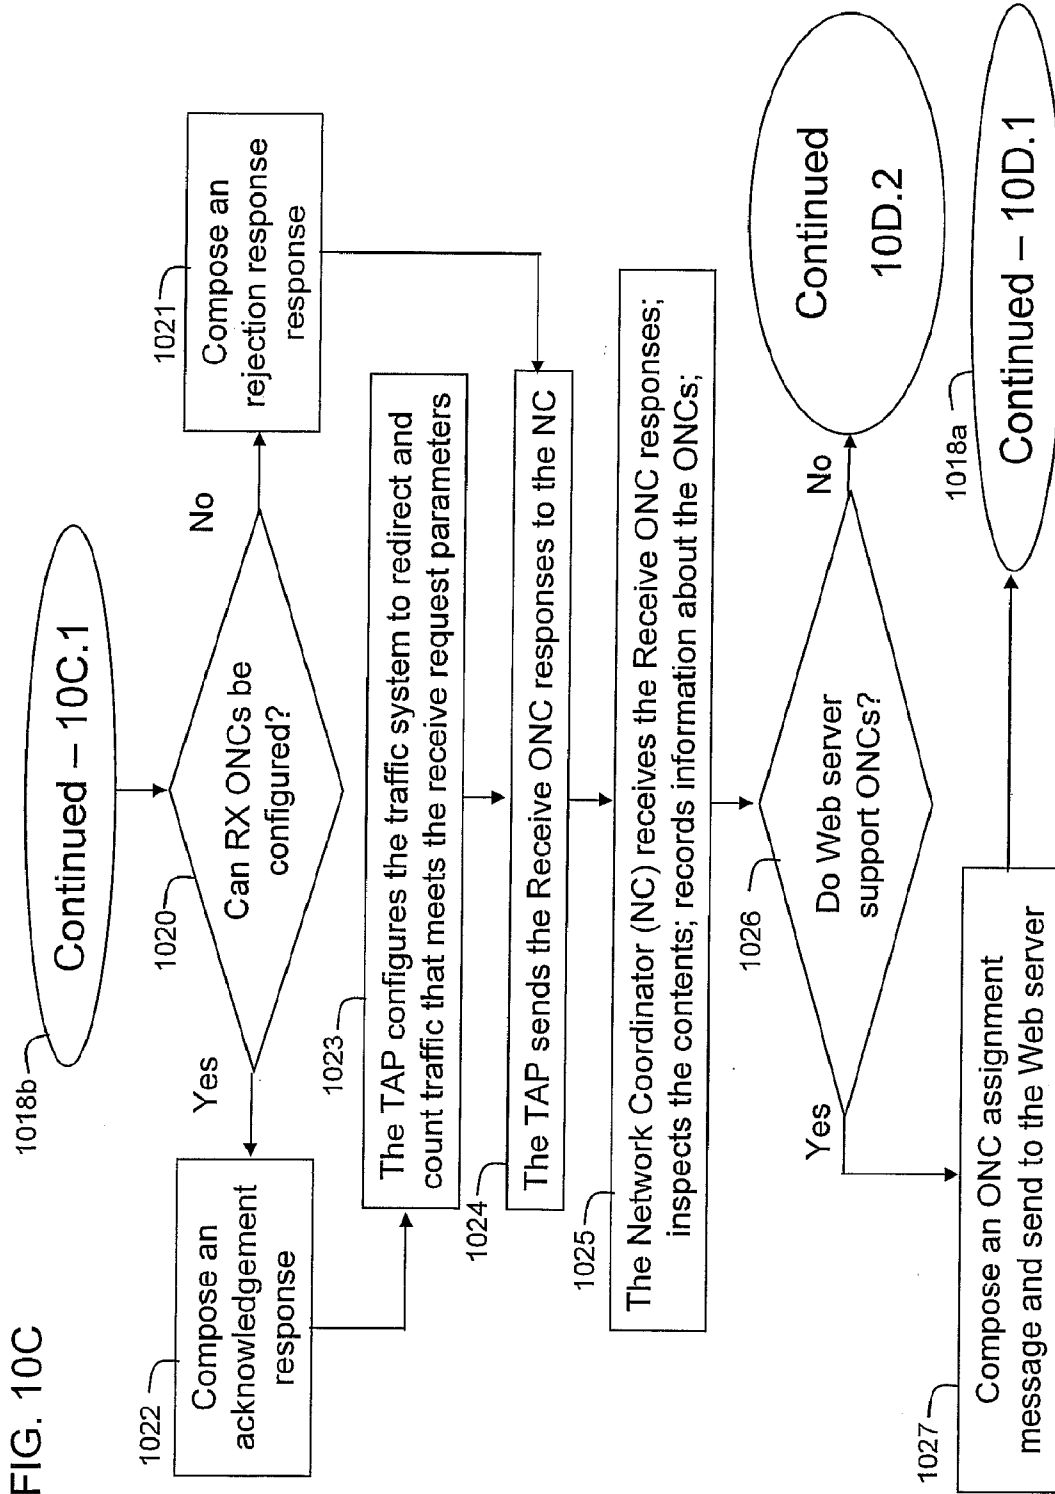 FIG. 10C
1018b
Continued – 10C.1
1020
Can RX ONCs be
configured?
Yes
No
1022
Compose an
acknowledgement
response
1021
Compose an
rejection response
response
1023
The TAP configures the traffic system to redirect and
count traffic that meets the receive request parameters
1024
The TAP sends the Receive ONC responses to the NC
1025
The Network Coordinator (NC) receives the Receive ONC responses;
inspects the contents; records information about the ONCs;
1026
Do Web server
support ONCs?
Yes
No
Continued
10D.2
1027
Compose an ONC assignment
message and send to the Web server
1018a
Continued – 10D.1